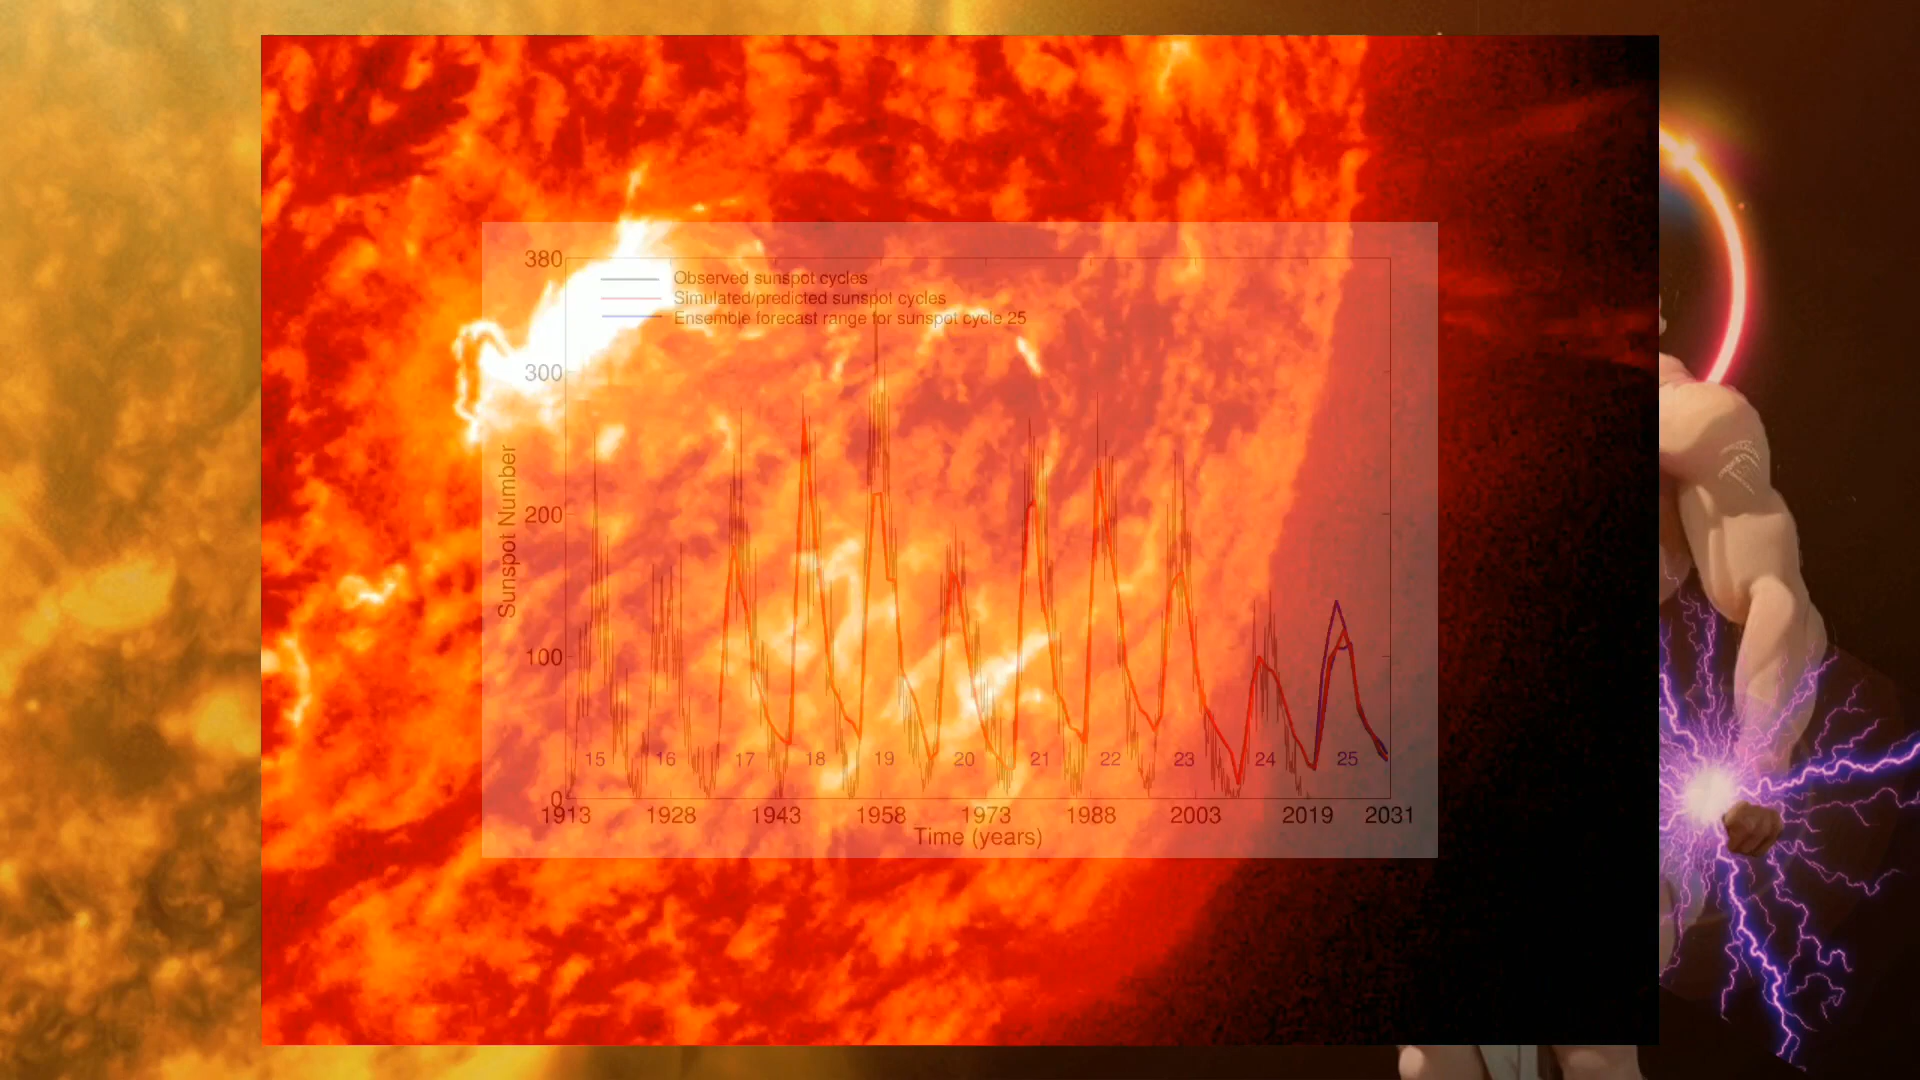 380
Observed sunspot cycles
Simulated/predicted sunspot cycles
Ensemble forecast range for sunspot cycle 25
300
Sunspot Number
200
100
15 16 17 18 19 20 21 22 23 24 25
0
1913 1928 1943 1958 1973 1988 2003 2019 2031
Time (years)